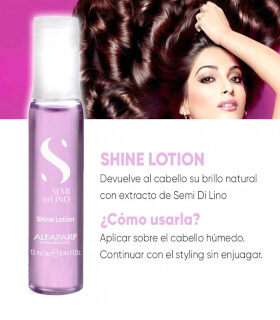 S
SEMI
DI LINO
Shine Lotion
ALFAPARF
MILANO
SHINE LOTION
Devuelve al cabello su brillo natural
con extracto de Semi Di Lino
¿Cómo usarla?
Aplicar sobre el cabello húmedo.
Continuar con el styling sin enjuagar.